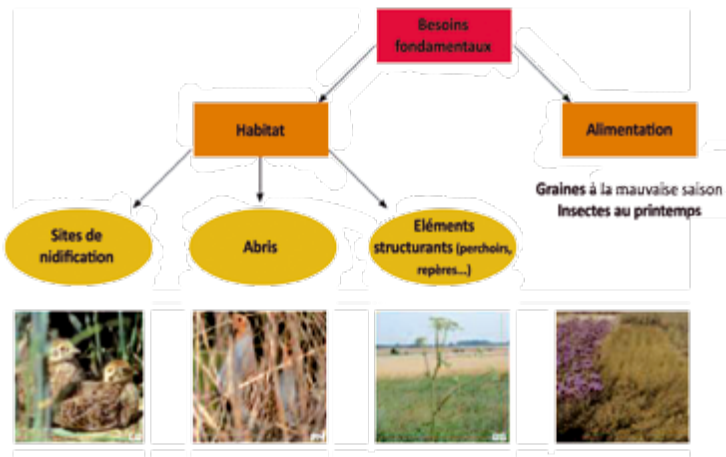 Besoins
fondamentaux
Habitat
Alimentation
Graines à la mauvaise saison
Insectes au printemps
Sites de
nidification
Abris
Eléments
structurants (perchoirs,
repères...)